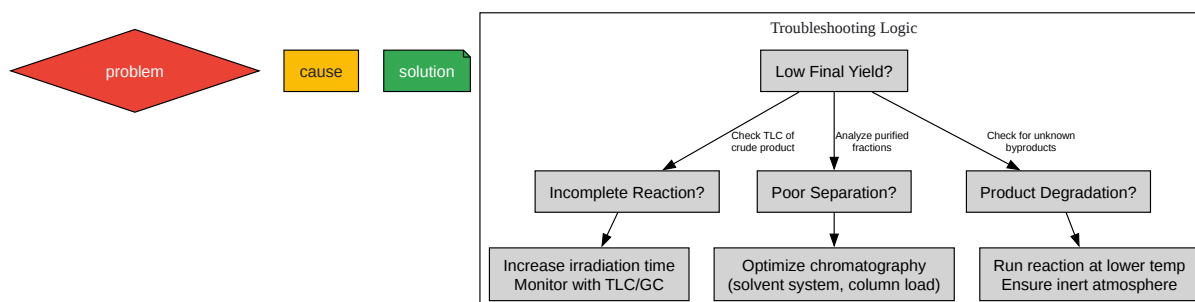 problem
cause
solution
Troubleshooting Logic
Low Final Yield?
Check TLC of
crude product
Analyze purified
fractions
Check for unknown
byproducts
Incomplete Reaction?
Poor Separation?
Product Degradation?
Increase irradiation time
Monitor with TLC/GC
Optimize chromatography
(solvent system, column load)
Run reaction at lower temp
Ensure inert atmosphere